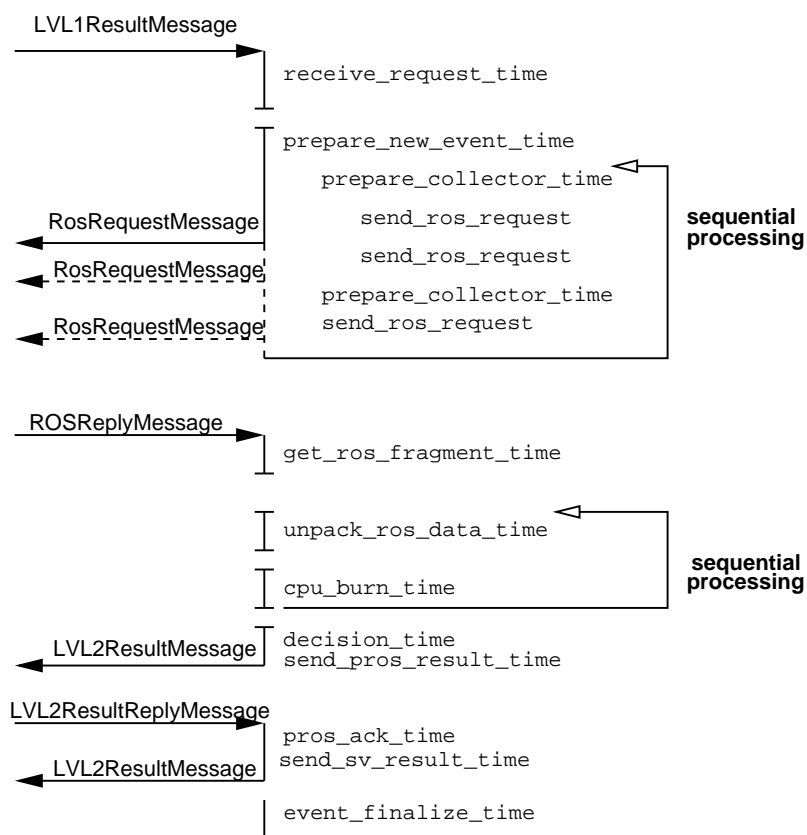 LVL1ResultMessage
receive_request_time
prepare_new_event_time
prepare_collector_time
RosRequestMessage
send_ros_request
sequential
processing
send_ros_request
RosRequestMessage
prepare_collector_time
RosRequestMessage
send_ros_request
ROSReplyMessage
get_ros_fragment_time
unpack_ros_data_time
sequential
processing
cpu_burn_time
decision_time
LVL2ResultMessage
send_pros_result_time
LVL2ResultReplyMessage
pros_ack_time
send_sv_result_time
LVL2ResultMessage
event_finalize_time